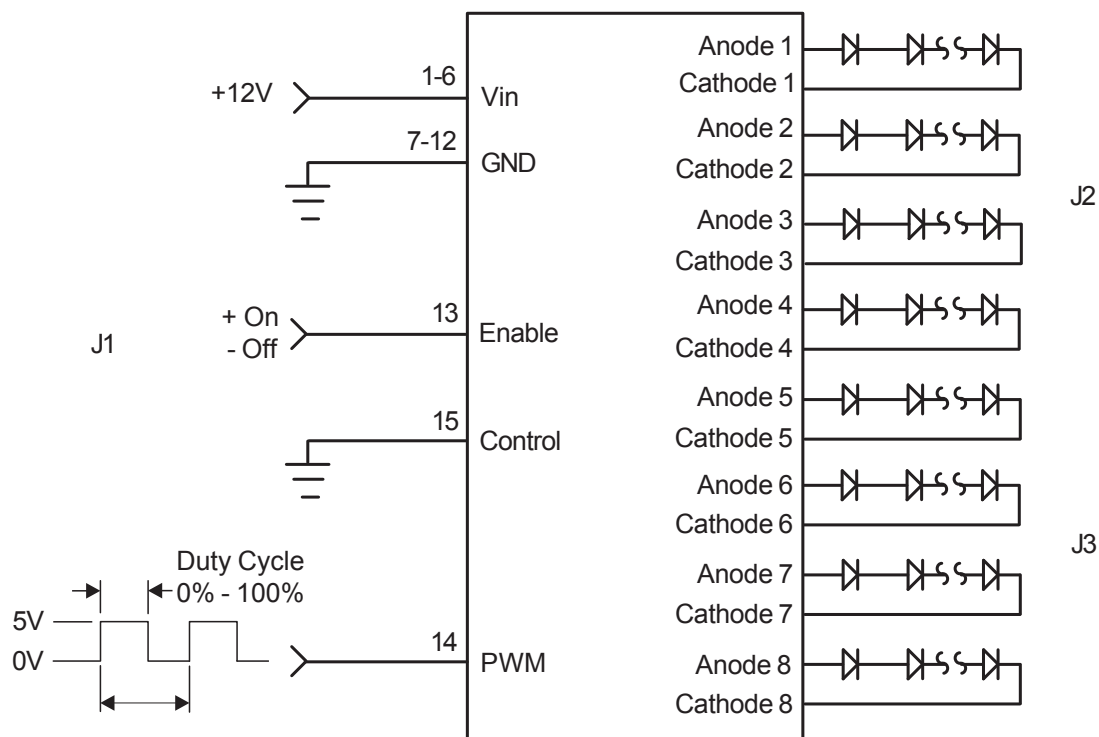 +12V
1-6
Vin
7-12
GND
J1
+ On
- Off
13
Enable
15
Control
Duty Cycle
0% - 100%
5V
0V
14
PWM
Anode 1
Cathode 1
Anode 2
Cathode 2
Anode 3
Cathode 3
Anode 4
Cathode 4
Anode 5
Cathode 5
Anode 6
Cathode 6
Anode 7
Cathode 7
Anode 8
Cathode 8
J2
J3